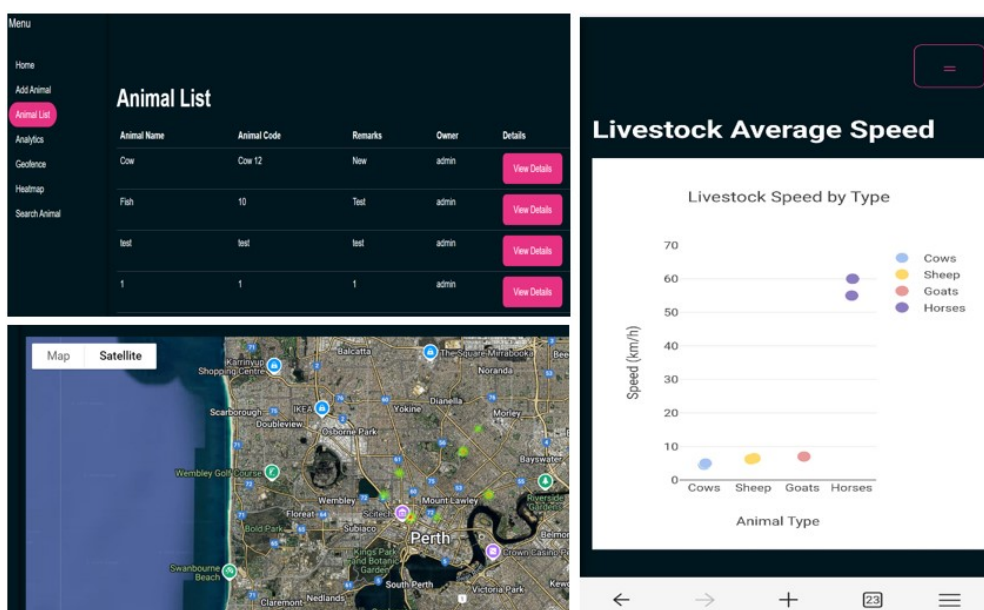 Menu
Home
Add Animal
Animal List
Analytics
Geofence
Heatmap
Search Animal
Animal List
Animal Name Animal Code Remarks Owner Details
Cow Cow 12 New admin View Details
Fish 10 Test admin View Details
test test test admin View Details
1 1 1 admin View Details
Map Satellite
Karrinyup
Shopping Centre
Balcatta
The Square Mirrabooka
Noranda
Scarborough
IKEA
Doubleview
Osborne Park
Yokine
Dianella
Morley
Bayswater
Wembley Golf Course
Wembley
Mount Lawley
Riverside
Gardens
Floreat
Scitech
Bold Park
Subiaco
Perth
Belmon
Kings Park
and Botanic
Garden
Crown Casino P
Swanbourne
Beach
South Perth
Victoria Park
Kew
Claremont
Nedlands
Livestock Average Speed
Livestock Speed by Type
70
60
50
40
30
20
10
0
Speed (km/h)
Cows
Sheep
Goats
Horses
Cows Sheep Goats Horses
Animal Type
23